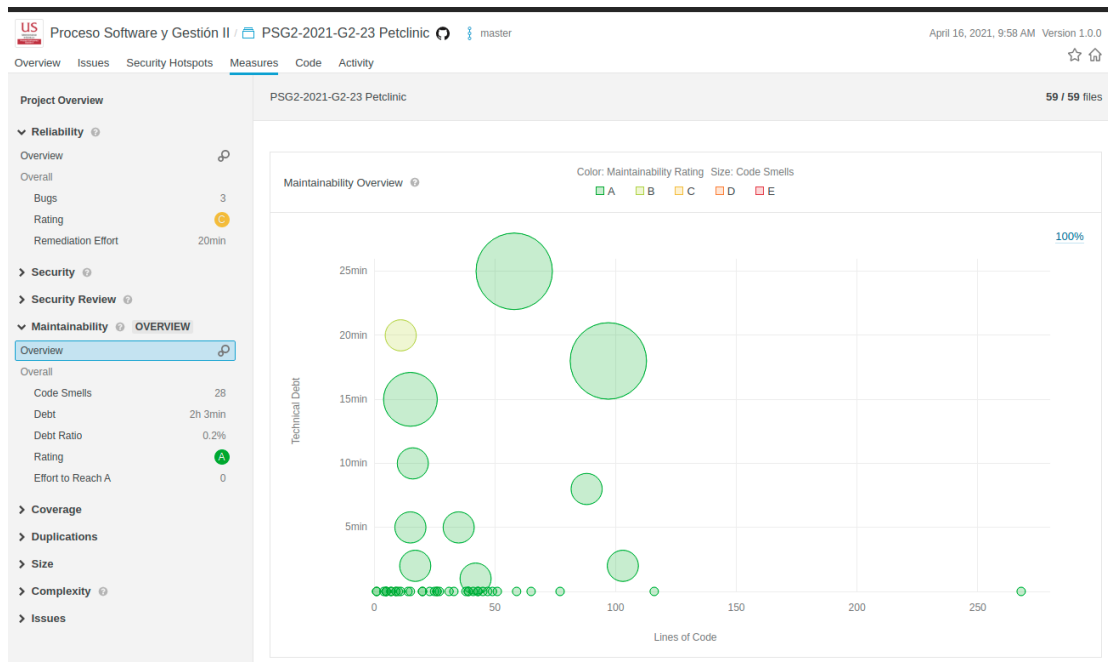 US
Proceso Software y Gestión II / PSG2-2021-G2-23 Petclinic master
April 16, 2021, 9:58 AM Version 1.0.0
Overview Issues Security Hotspots Measures Code Activity
Project Overview
Reliability
Overview
Overall
Bugs 3
Rating C
Remediation Effort 20min
Security
Security Review
Maintainability OVERVIEW
Overview
Overall
Code Smells 28
Debt 2h 3min
Debt Ratio 0.2%
Rating A
Effort to Reach A 0
Coverage
Duplications
Size
Complexity
Issues
PSG2-2021-G2-23 Petclinic
59 / 59 files
Maintainability Overview
Color: Maintainability Rating Size: Code Smells
A B C D E
100%
25min
20min
15min
10min
5min
Technical Debt
0 50 100 150 200 250
Lines of Code